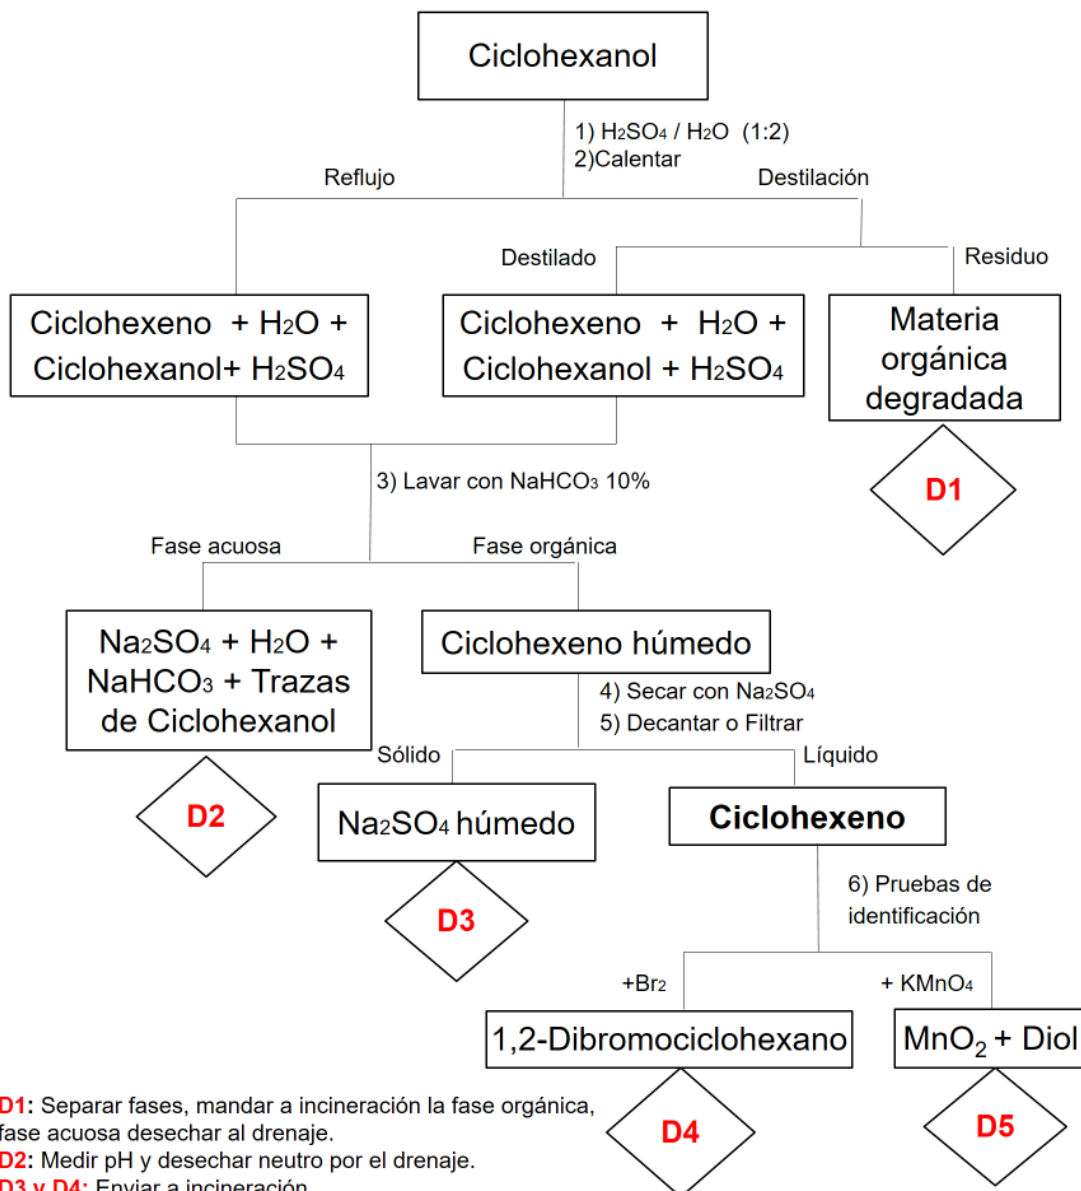 Ciclohexanol
1) H₂SO₄ / H₂O (1:2)
2)Calentar
Reflujo
Destilación
Destilado
Residuo
Ciclohexeno + H₂O +
Ciclohexanol+ H₂SO₄
Ciclohexeno + H₂O +
Ciclohexanol + H₂SO₄
Materia
orgánica
degradada
D1
3) Lavar con NaHCO₃ 10%
Fase acuosa
Fase orgánica
Na₂SO₄ + H₂O +
NaHCO₃ + Trazas
de Ciclohexanol
D2
Ciclohexeno húmedo
4) Secar con Na₂SO₄
5) Decantar o Filtrar
Sólido
Líquido
Na₂SO₄ húmedo
D3
Ciclohexeno
6) Pruebas de
identificación
+Br₂
+ KMnO₄
1,2-Dibromociclohexano
MnO₂ + Diol
D4
D5
D1: Separar fases, mandar a incineración la fase orgánica,
fase acuosa desechar al drenaje.
D2: Medir pH y desechar neutro por el drenaje.
D3 y D4: Enviar a incineración